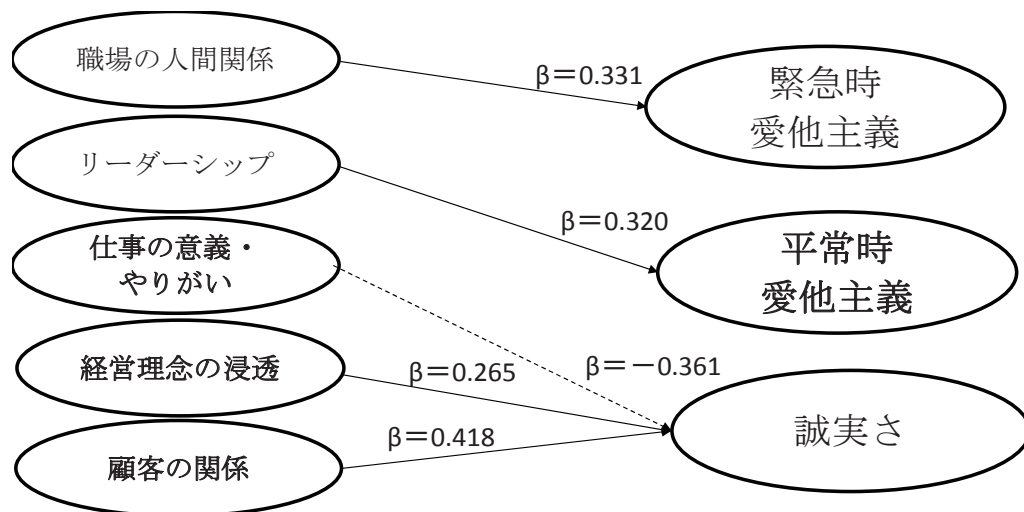 職場の人間関係
β＝0.331
緊急時
愛他主義
リーダーシップ
β＝0.320
平常時
愛他主義
仕事の意義・
やりがい
β＝－0.361
経営理念の浸透
β＝0.265
誠実さ
顧客の関係
β＝0.418